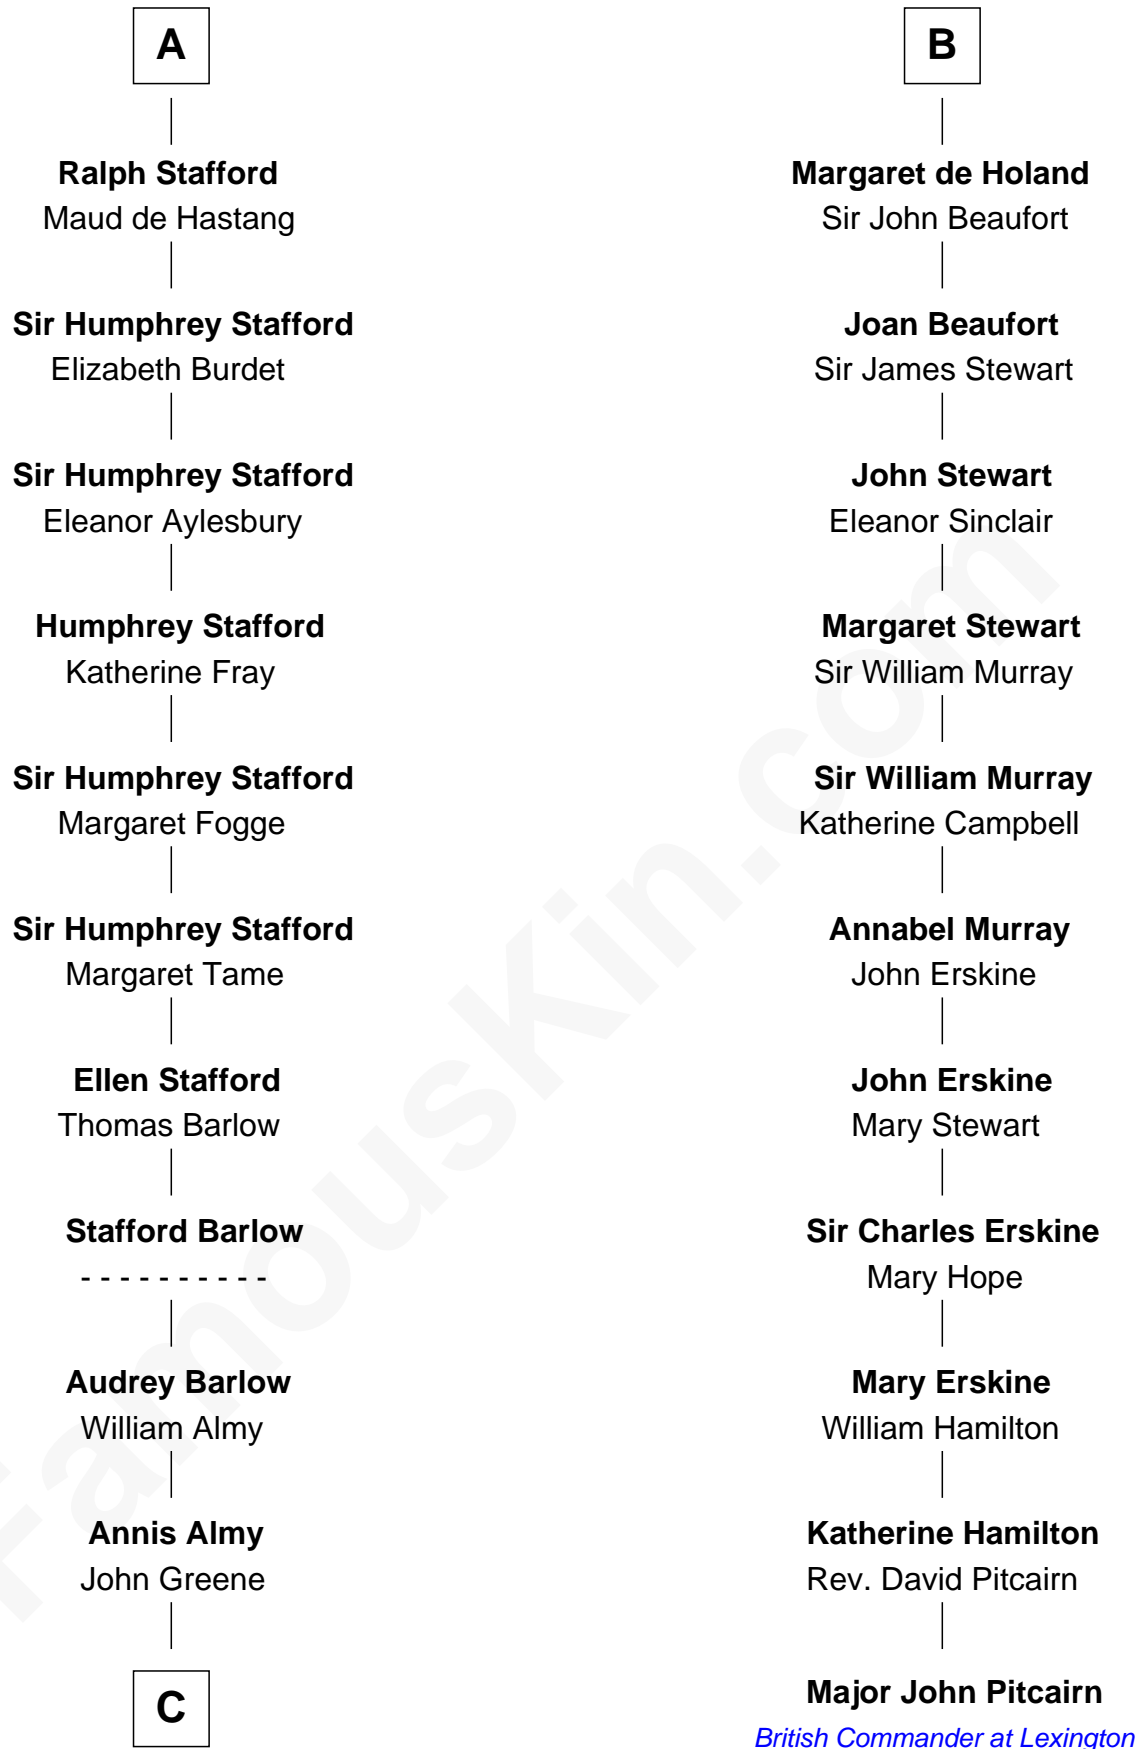 A
Ralph Stafford
Maud de Hastang
Sir Humphrey Stafford
Elizabeth Burdet
Sir Humphrey Stafford
Eleanor Aylesbury
Humphrey Stafford
Katherine Fray
Sir Humphrey Stafford
Margaret Fogge
Sir Humphrey Stafford
Margaret Tame
Ellen Stafford
Thomas Barlow
Stafford Barlow
- - - - - - - - - -
Audrey Barlow
William Almy
Annis Almy
John Greene
C
B
Margaret de Holand
Sir John Beaufort
Joan Beaufort
Sir James Stewart
John Stewart
Eleanor Sinclair
Margaret Stewart
Sir William Murray
Sir William Murray
Katherine Campbell
Annabel Murray
John Erskine
John Erskine
Mary Stewart
Sir Charles Erskine
Mary Hope
Mary Erskine
William Hamilton
Katherine Hamilton
Rev. David Pitcairn
Major John Pitcairn
British Commander at Lexington
FamousKin.com